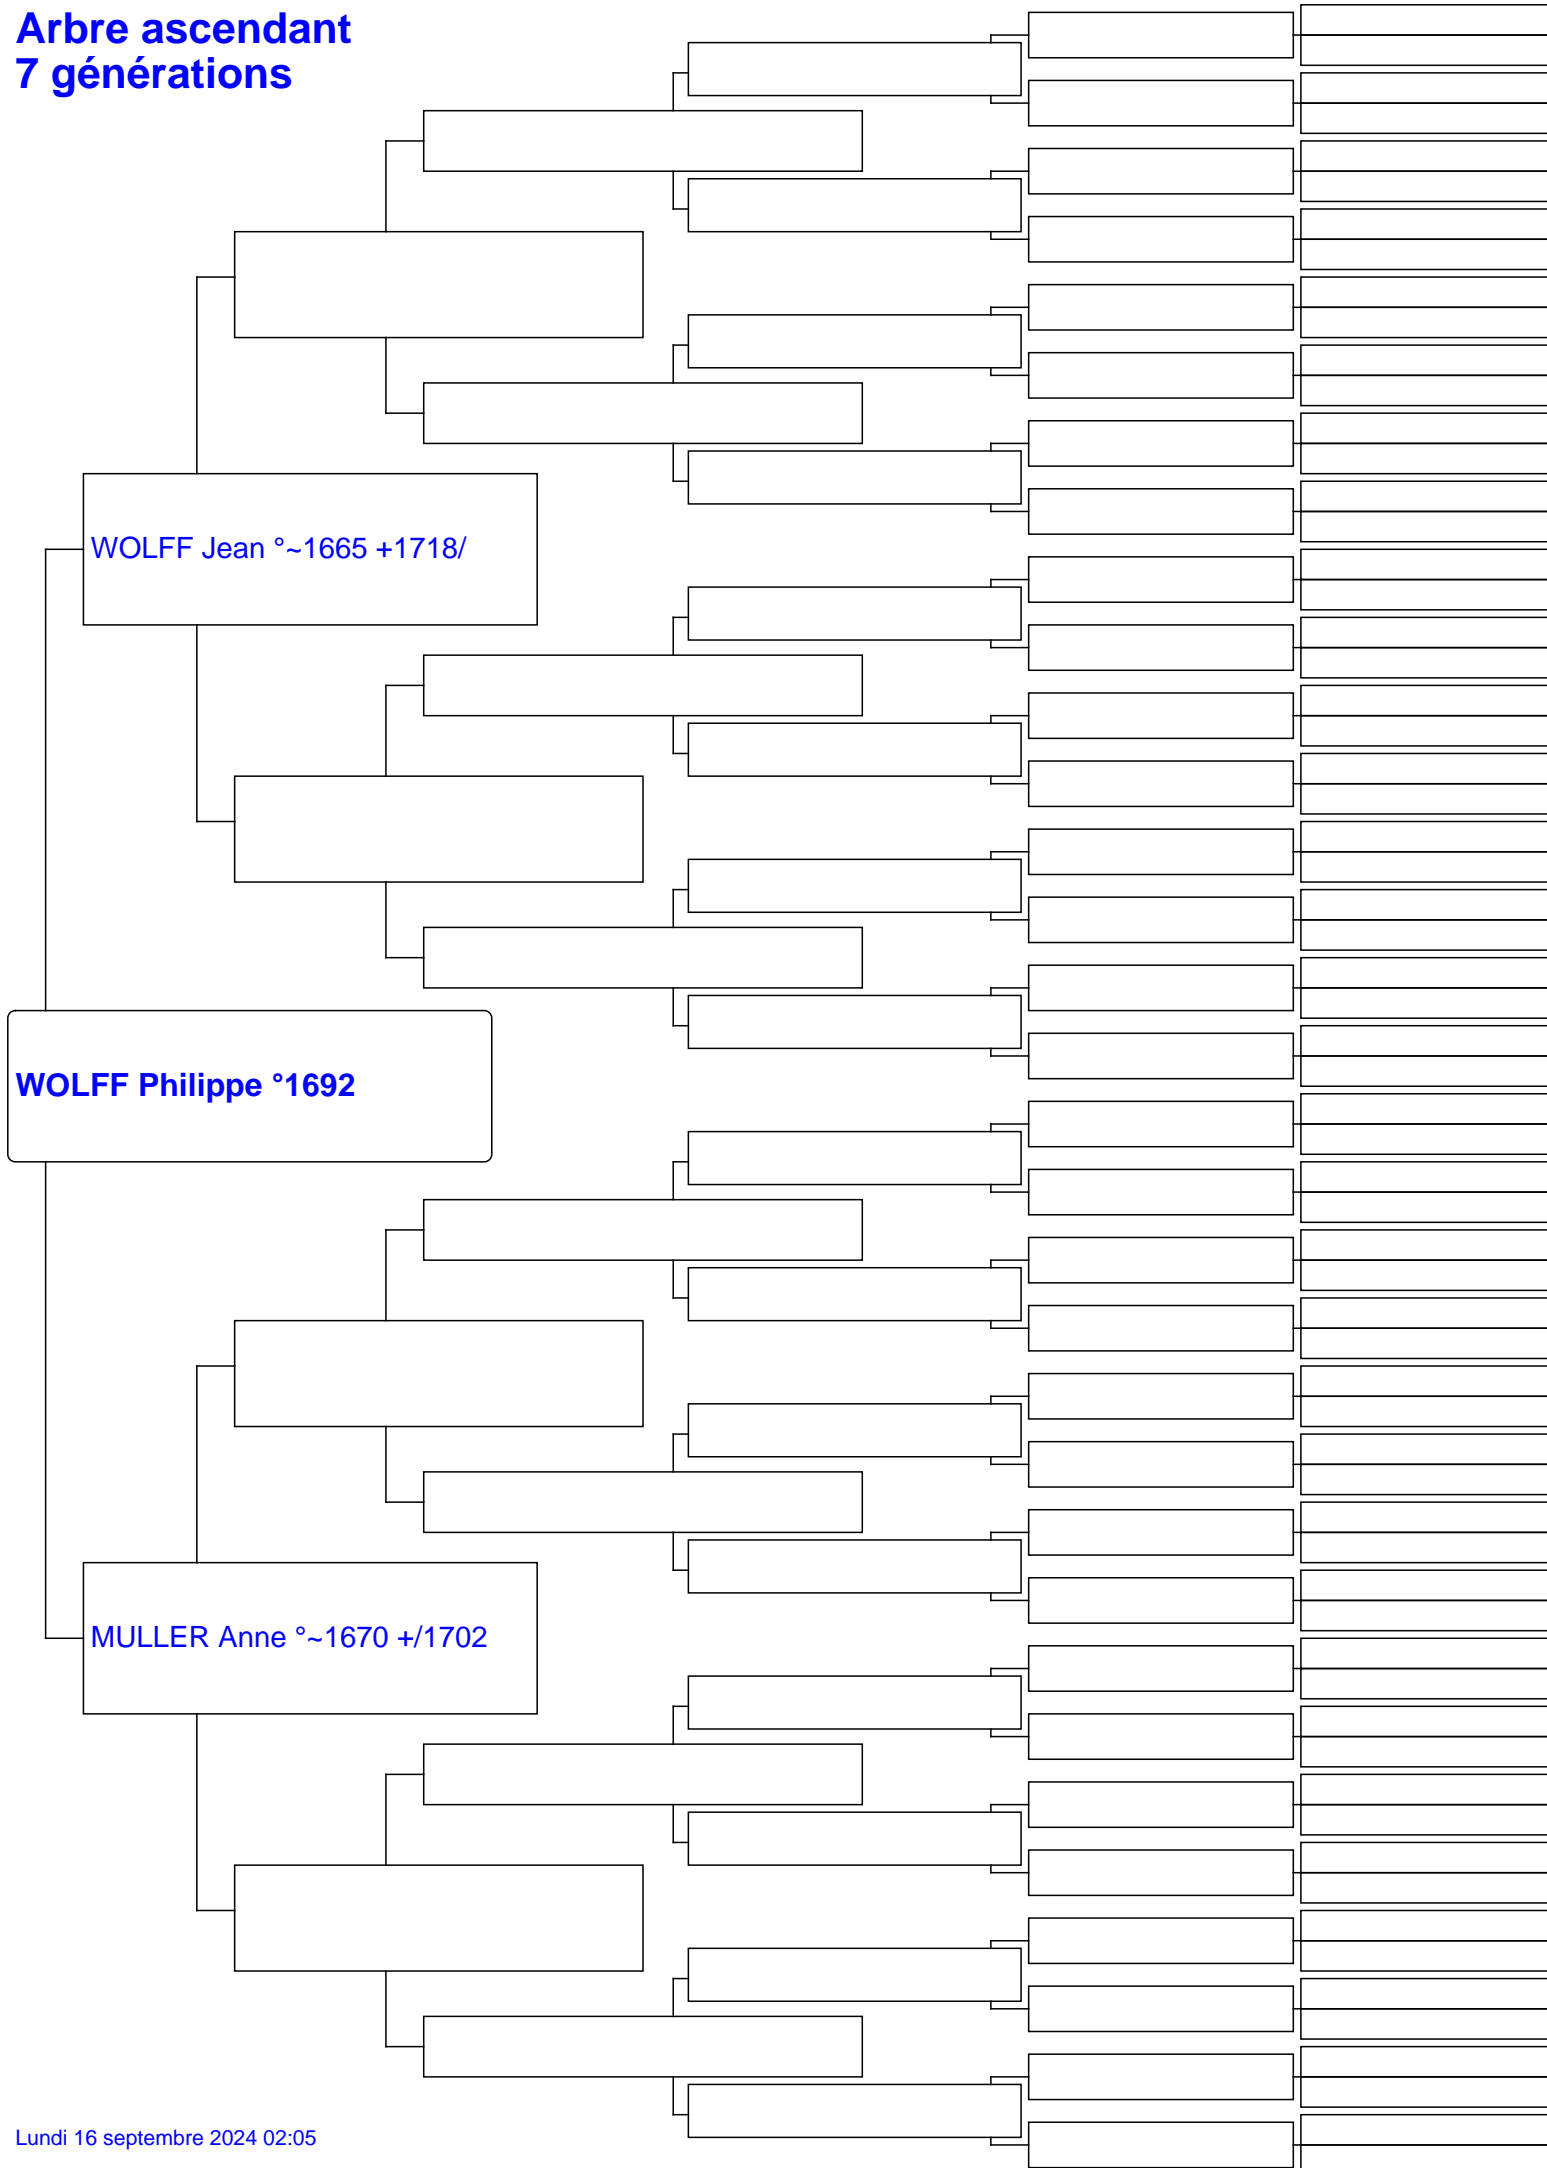 Arbre ascendant
7 générations
WOLFF Jean °~1665 +1718/
WOLFF Philippe °1692
MULLER Anne °~1670 +/1702
Lundi 16 septembre 2024 02:05